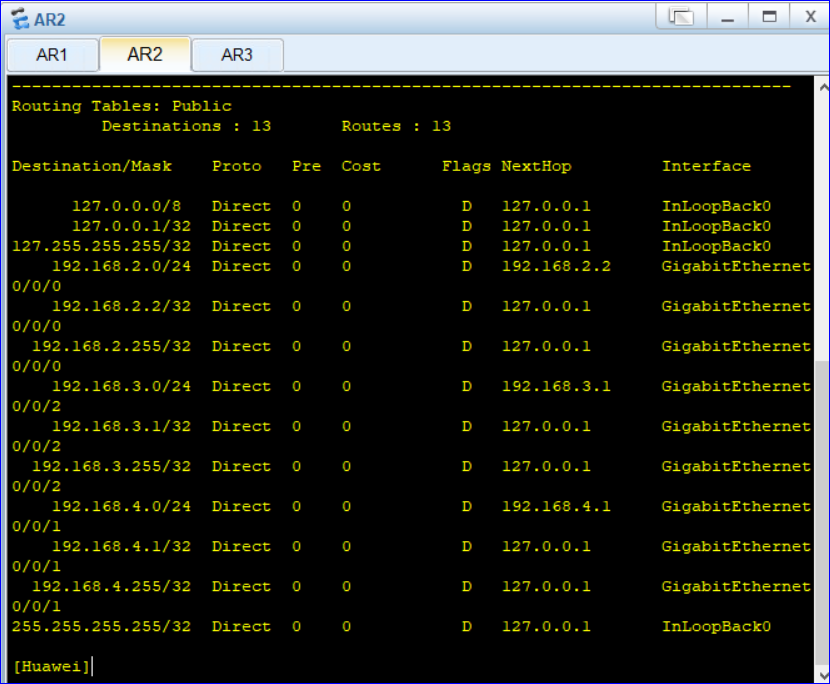 AR2
X
AR1 AR2 AR3
------------------------------------------------------------------------------
Routing Tables: Public
         Destinations : 13       Routes : 13
Destination/Mask    Proto   Pre  Cost      Flags NextHop         Interface
      127.0.0.0/8   Direct  0    0           D   127.0.0.1       InLoopBack0
      127.0.0.1/32  Direct  0    0           D   127.0.0.1       InLoopBack0
127.255.255.255/32  Direct  0    0           D   127.0.0.1       InLoopBack0
    192.168.2.0/24  Direct  0    0           D   192.168.2.2     GigabitEthernet
0/0/0
    192.168.2.2/32  Direct  0    0           D   127.0.0.1       GigabitEthernet
0/0/0
  192.168.2.255/32  Direct  0    0           D   127.0.0.1       GigabitEthernet
0/0/0
    192.168.3.0/24  Direct  0    0           D   192.168.3.1     GigabitEthernet
0/0/2
    192.168.3.1/32  Direct  0    0           D   127.0.0.1       GigabitEthernet
0/0/2
  192.168.3.255/32  Direct  0    0           D   127.0.0.1       GigabitEthernet
0/0/2
    192.168.4.0/24  Direct  0    0           D   192.168.4.1     GigabitEthernet
0/0/1
    192.168.4.1/32  Direct  0    0           D   127.0.0.1       GigabitEthernet
0/0/1
  192.168.4.255/32  Direct  0    0           D   127.0.0.1       GigabitEthernet
0/0/1
255.255.255.255/32  Direct  0    0           D   127.0.0.1       InLoopBack0
[Huawei]